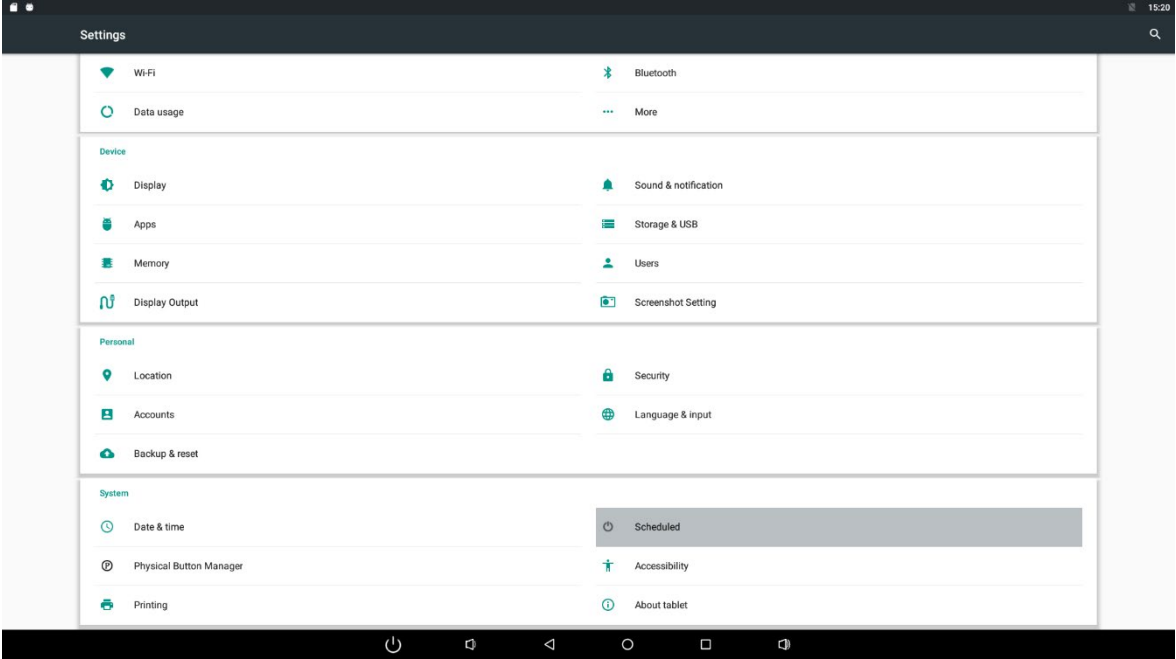 15:20
Settings
Wi-Fi
Bluetooth
Data usage
More
Device
Display
Sound & notification
Apps
Storage & USB
Memory
Users
Display Output
Screenshot Setting
Personal
Location
Security
Accounts
Language & input
Backup & reset
System
Date & time
Scheduled
Physical Button Manager
Accessibility
Printing
About tablet